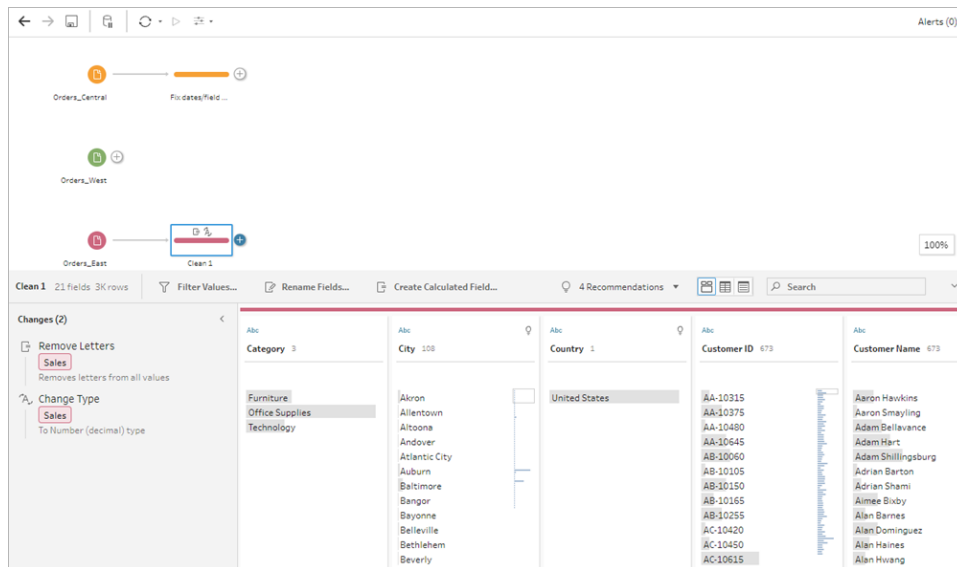 Alerts (0)
Orders_Central
Fix dates/field ...
Orders_West
Orders_East
Clean 1
100%
Clean 1 21 fields 3K rows
Filter Values...
Rename Fields...
Create Calculated Field...
4 Recommendations
Search
Changes (2)
Remove Letters
Sales
Removes letters from all values
Change Type
Sales
To Number (decimal) type
Abc
Category 3
Furniture
Office Supplies
Technology
Abc
City 108
Akron
Allentown
Altoona
Andover
Atlantic City
Auburn
Baltimore
Bangor
Bayonne
Belleville
Bethlehem
Beverly
Abc
Country 1
United States
Abc
Customer ID 673
AA-10315
AA-10375
AA-10480
AA-10645
AB-10060
AB-10105
AB-10150
AB-10165
AB-10255
AC-10420
AC-10450
AC-10615
Abc
Customer Name 673
Aaron Hawkins
Aaron Smayling
Adam Bellavance
Adam Hart
Adam Shillingsburg
Adrian Barton
Adrian Shami
Aimee Bixby
Alan Barnes
Alan Dominguez
Alan Haines
Alan Hwang